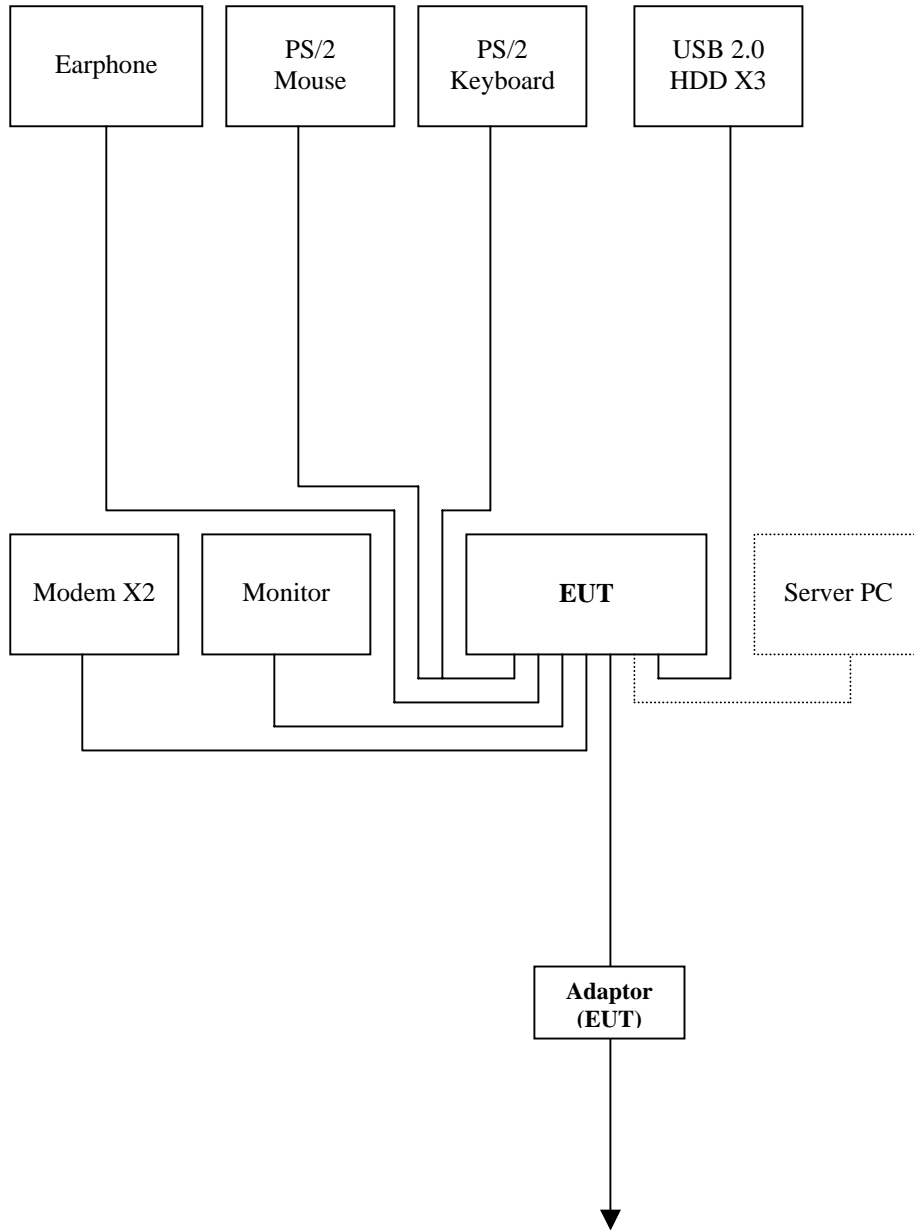 Earphone
PS/2
Mouse
PS/2
Keyboard
USB 2.0
HDD X3
Modem X2
Monitor
EUT
Server PC
Adaptor
(EUT)